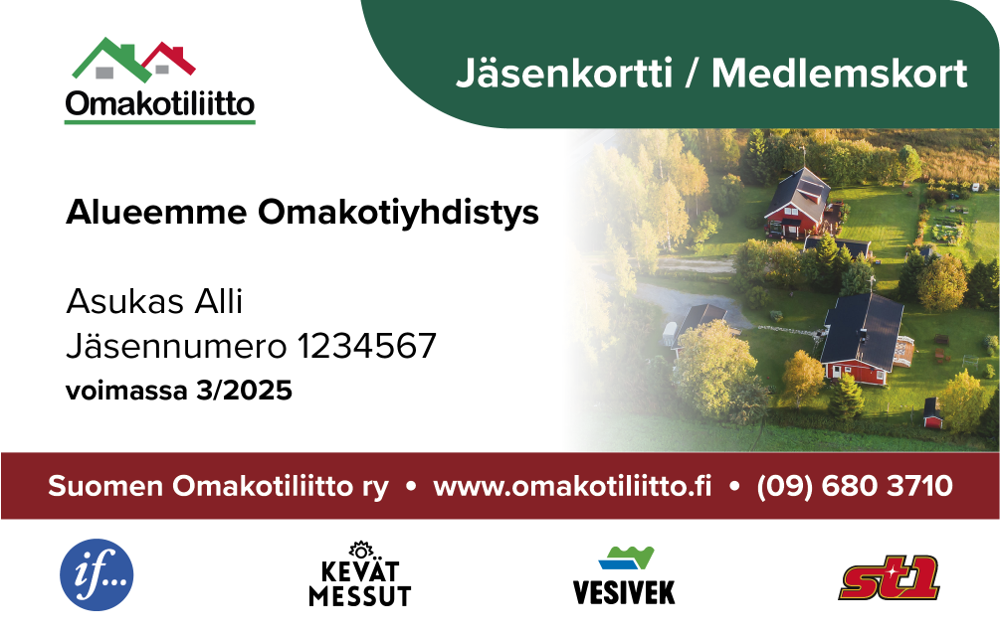 Omakotiliitto
Jäsenkortti / Medlemskort
Alueemme Omakotiyhdistys
Asukas Alli
Jäsennumero 1234567
voimassa 3/2025
Suomen Omakotiliitto ry • www.omakotiliitto.fi • (09) 680 3710
if...
KEVÄT
MESSUT
VESIVEK
st1